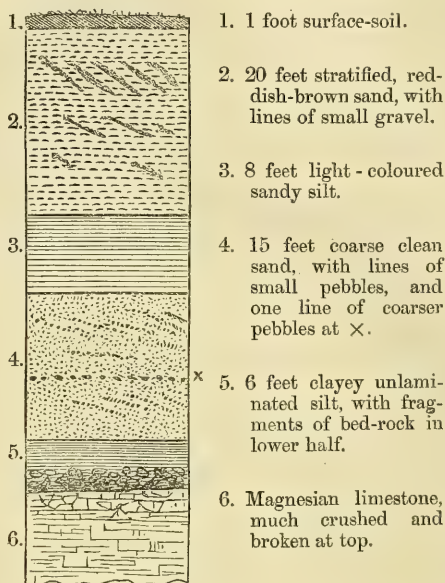 1.
2.
3.
4.
x
5.
6.
1. 1 foot surface-soil.
2. 20 feet stratified, red-
dish-brown sand, with
lines of small gravel.
3. 8 feet light-coloured
sandy silt.
4. 15 feet coarse clean
sand, with lines of
small pebbles, and
one line of coarser
pebbles at ×.
5. 6 feet clayey unlami-
nated silt, with frag-
ments of bed-rock in
lower half.
6. Magnesian limestone,
much crushed and
broken at top.